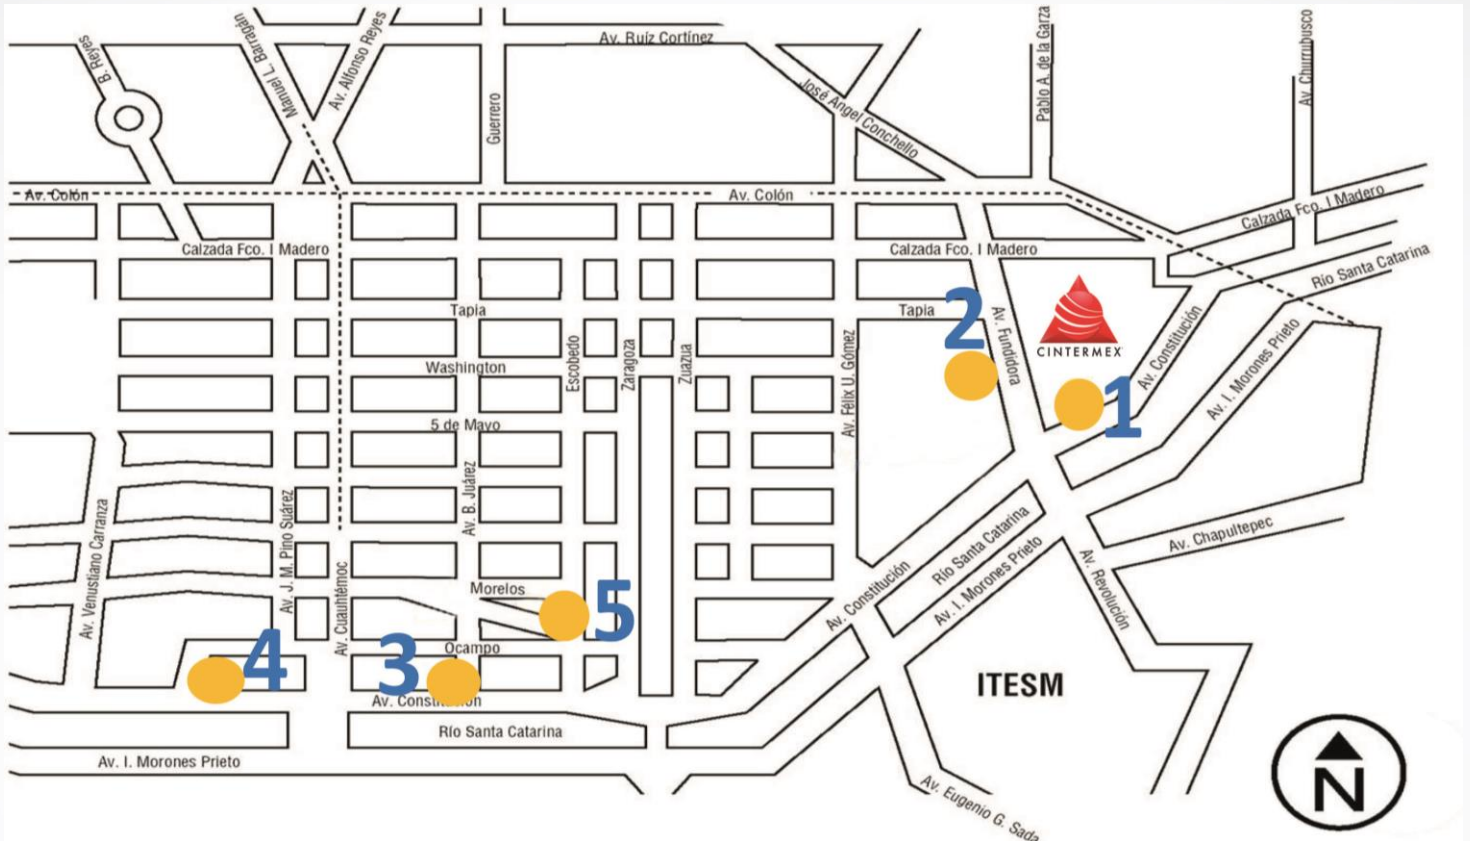 B. Reyes
Manuel L. Barragán
Av. Alfonso Reyes
Guerrero
Av. Ruíz Cortínez
José Angel Conchello
Pablo A. de la Garza
Av. Churrubusco
Av. Colón
Av. Colón
Calzada Fco. I Madero
Calzada Fco. I Madero
Calzada Fco. I Madero
Río Santa Catarina
Tapia
Tapia
2
Av. Fundidora
CINTERMEX
Av. Constitución
Av. I. Morones Prieto
1
Washington
Escobedo
Zaragoza
Zuazua
Av. Félix U. Gómez
5 de Mayo
Av. B. Juárez
Av. J. M. Pino Suárez
Av. Venustiano Carranza
Av. Cuauhtémoc
Río Santa Catarina
Av. I. Morones Prieto
Av. Constitución
Av. Chapultepec
Av. Revolución
Morelos
5
Ocampo
4
3
Av. Constitución
Río Santa Catarina
Av. I. Morones Prieto
ITESM
Av. Eugenio G. Sada
N